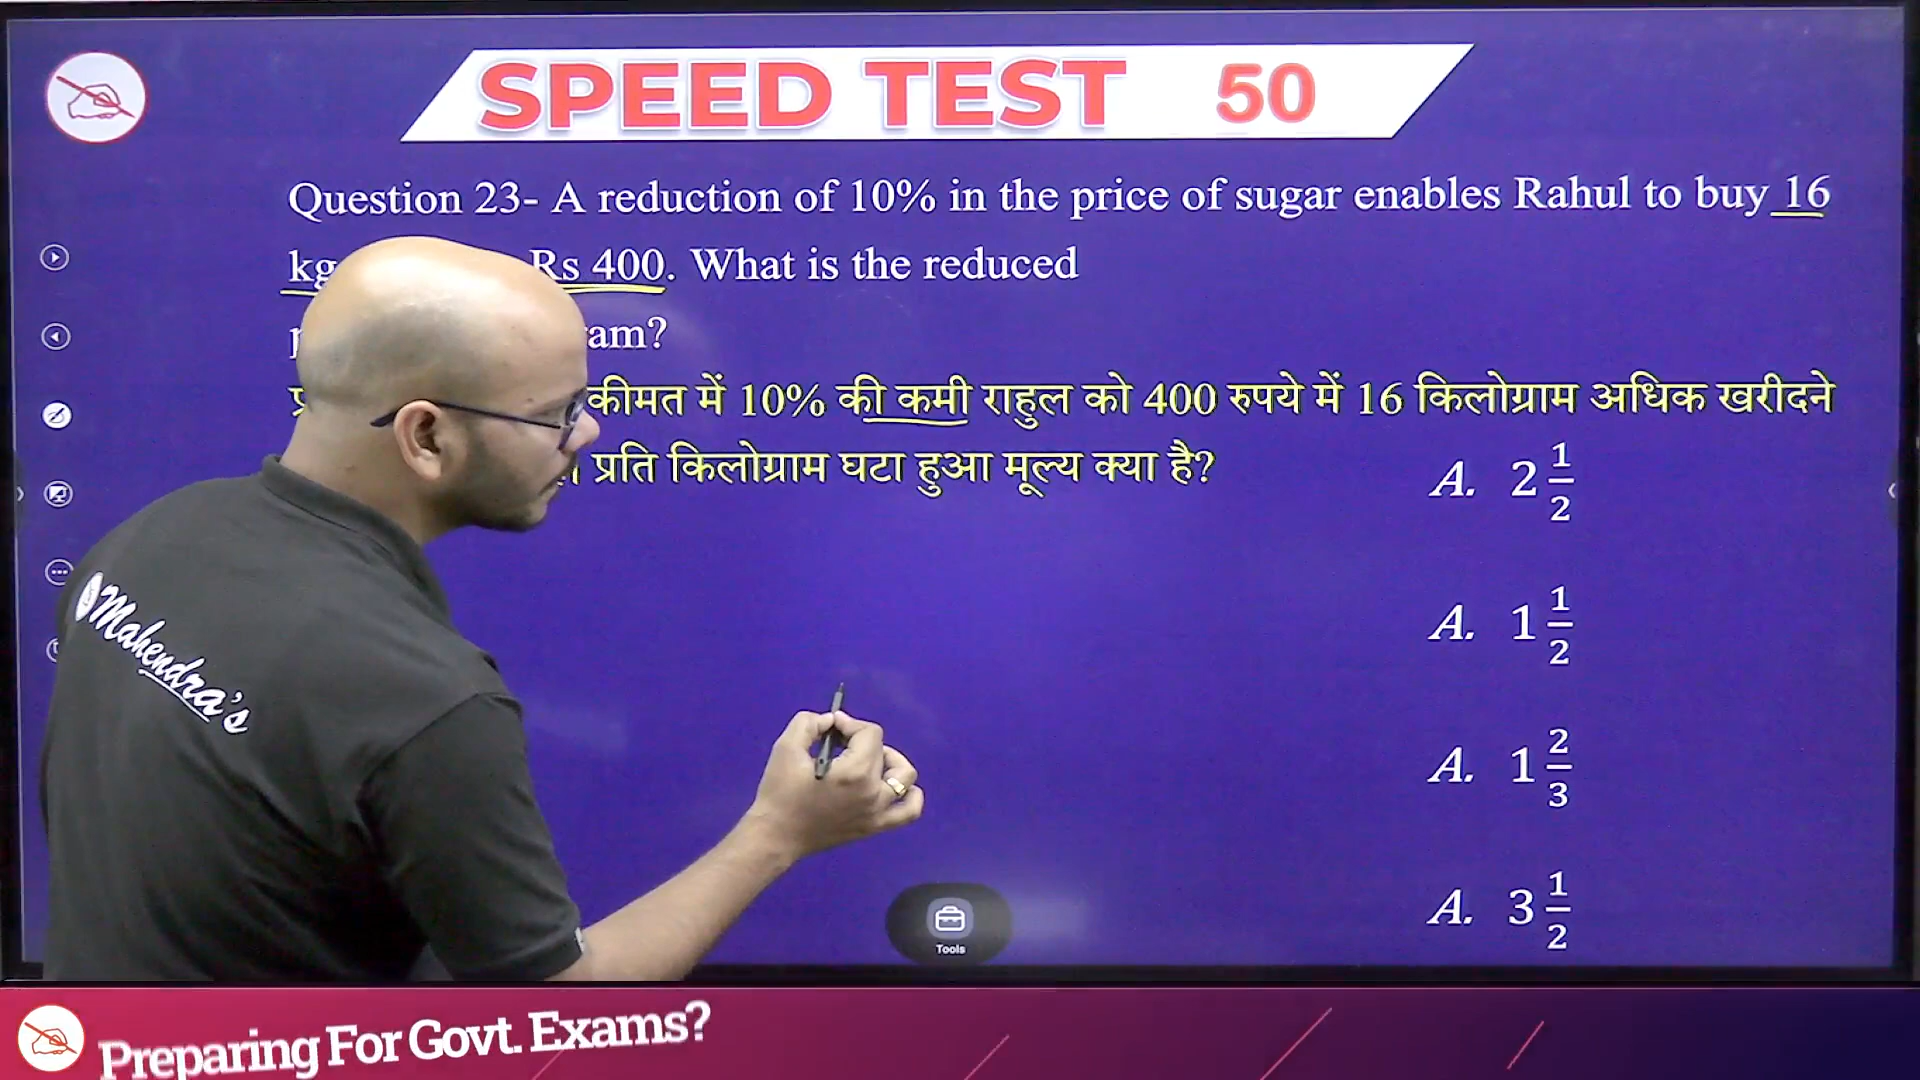 SPEED TEST 50
Question 23- A reduction of 10% in the price of sugar enables Rahul to buy 16
kg Rs 400. What is the reduced
ram?
कीमत में 10% की कमी राहुल को 400 रुपये में 16 किलोग्राम अधिक खरीदने
प्रति किलोग्राम घटा हुआ मूल्य क्या है?
A. 2 1/2
A. 1 1/2
A. 1 2/3
A. 3 1/2
Mahendra's
Tools
Preparing For Govt. Exams?